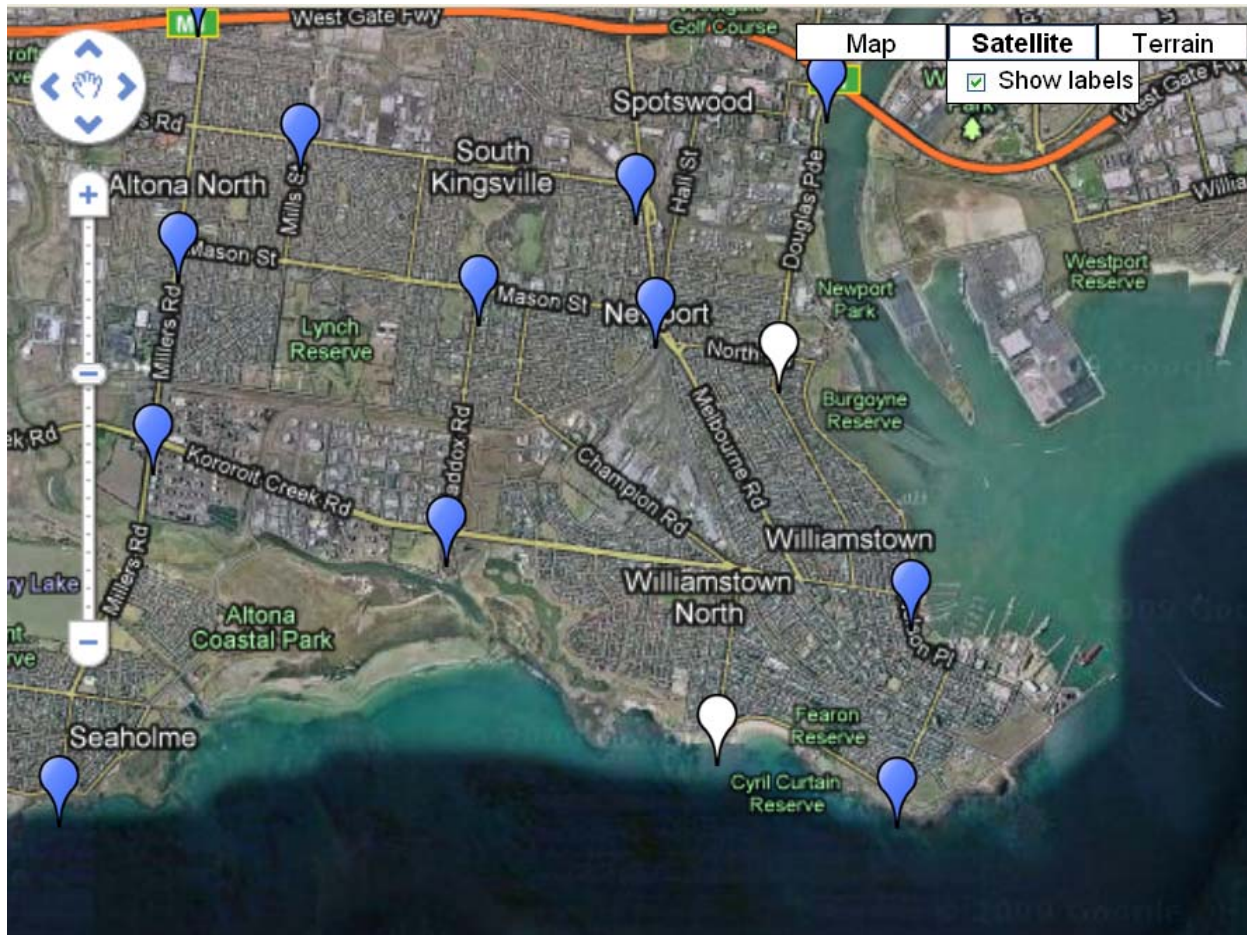 West Gate Fwy
Golf Course
Map
Satellite
Terrain
Show labels
Park
West Gate Fwy
Spotswood
Rd
South
Kingsville
Hall St
Douglas Pde
Altona North
Mills St
Mason St
Millers Rd
Mason St
Newport
Newport
Park
Westport
Reserve
Lynch
Reserve
North
Burgoyne
Reserve
Melbourne Rd
Kororoit Creek Rd
Champion Rd
Williamstown
Williamstown
North
Millers Rd
Lake
Altona
Coastal Park
Pl
Seaholme
Fearon
Reserve
Cyril Curtain
Reserve